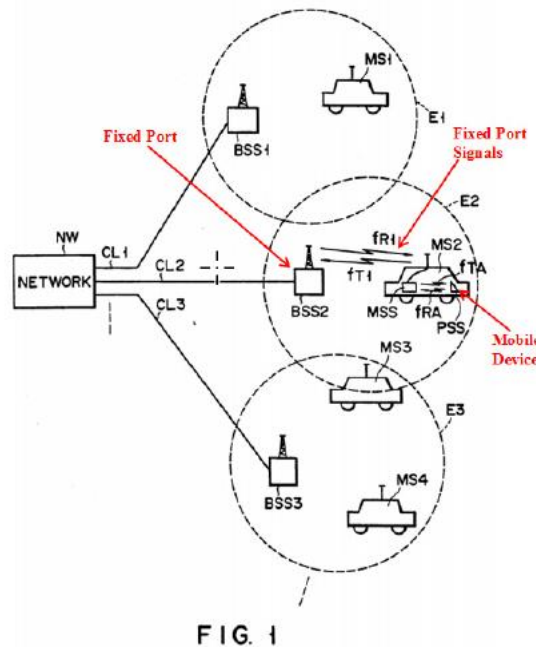 MS1
E1
BSS1
Fixed Port
Fixed Port
Signals
E2
NW
CL1
NETWORK
CL2
CL3
fR1
fT1
MS2
fTA
BSS2
MSS
fRA
PSS
Mobile
Device
MS3
E3
BSS3
MS4
FIG. 1